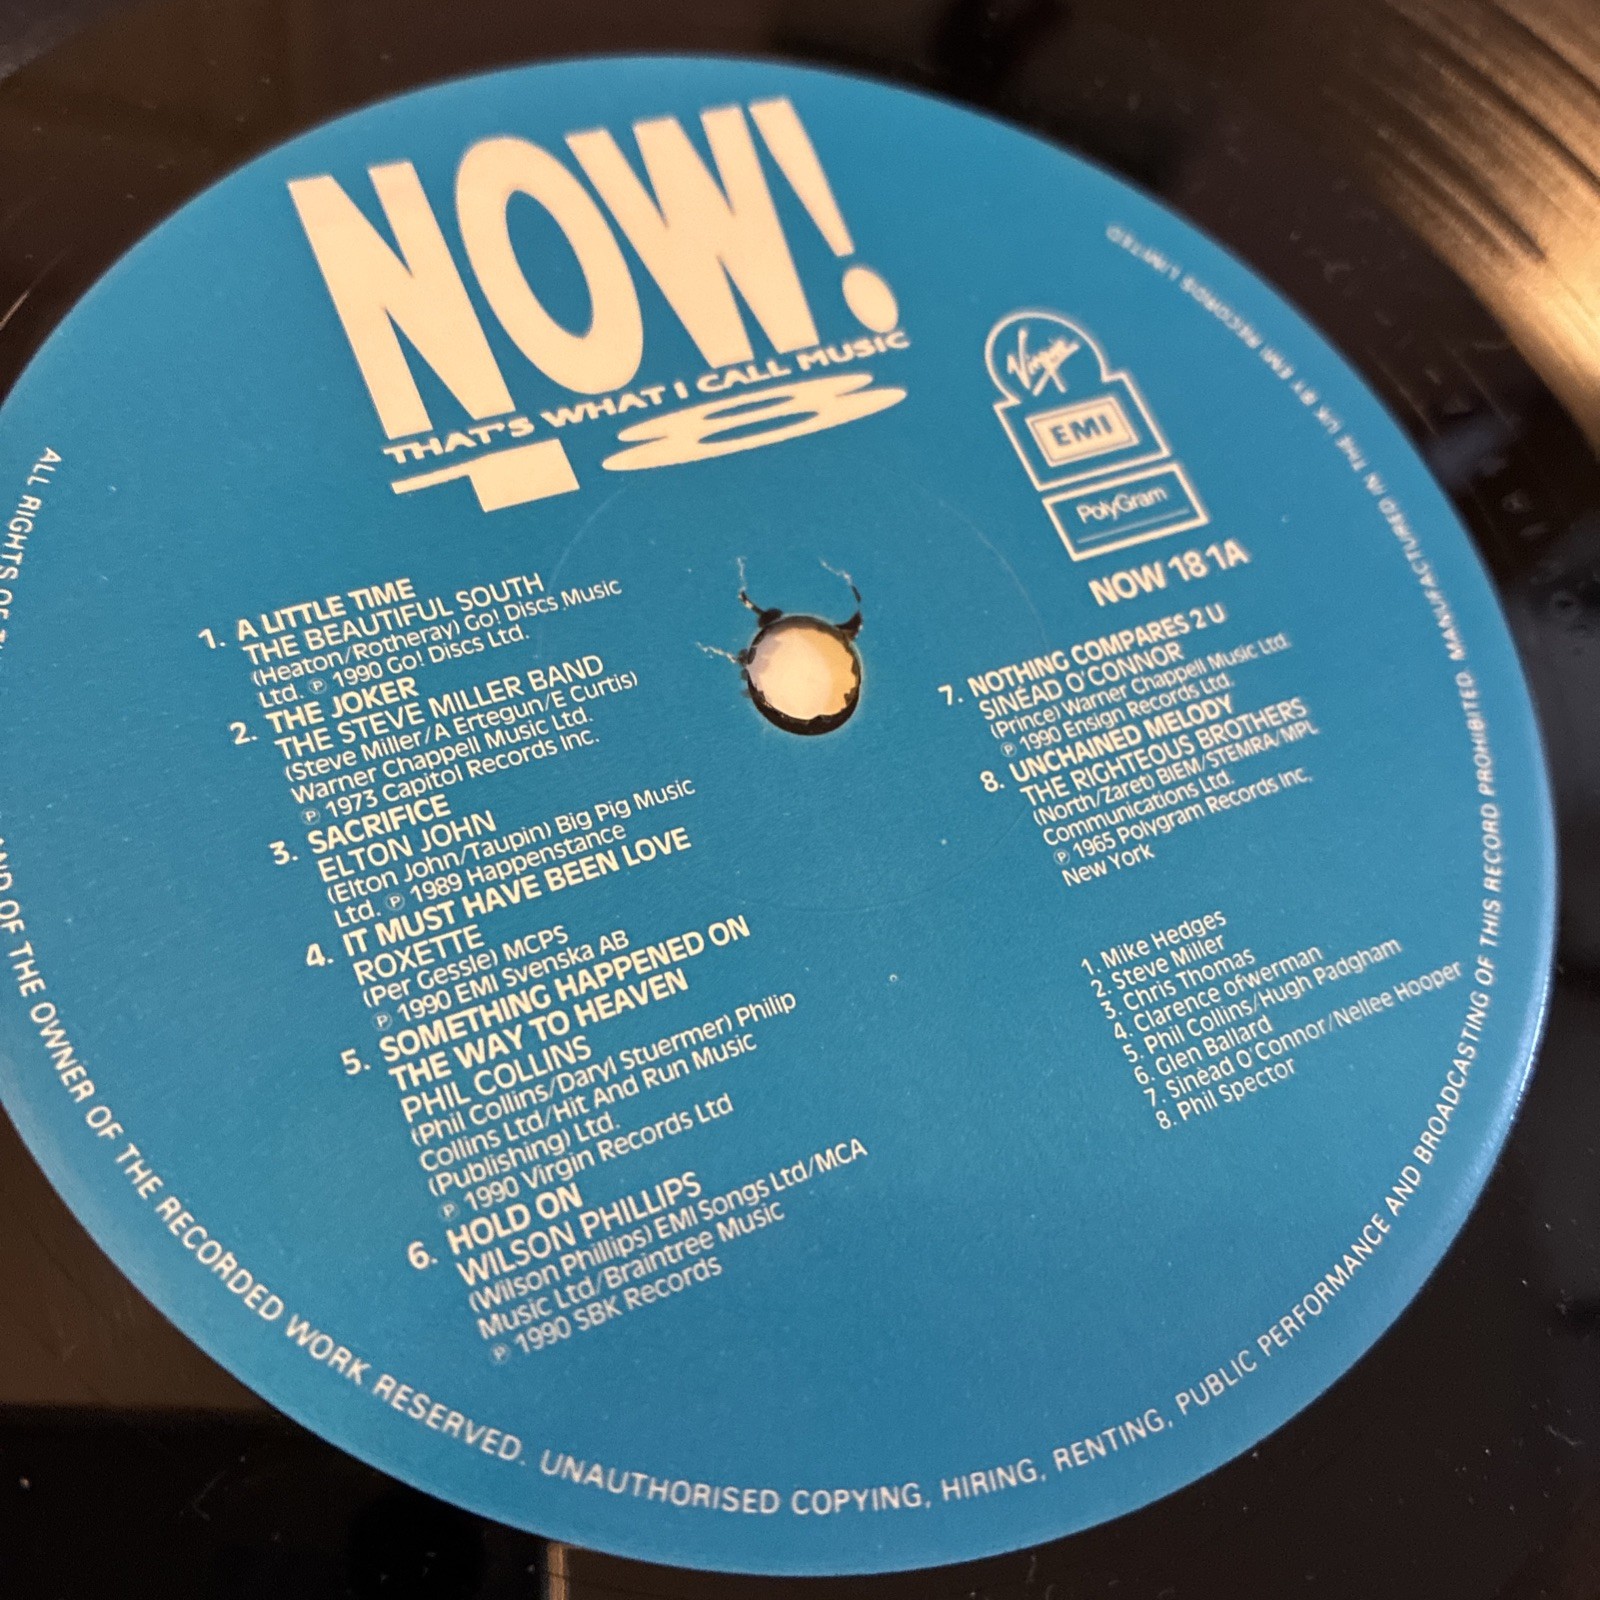 NOW!
THAT'S WHAT I CALL MUSIC
18
Virgin
EMI
PolyGram
NOW 18 1A
1. A LITTLE TIME
THE BEAUTIFUL SOUTH
(Heaton/Rotheray) Go! Discs Music
Ltd. ℗ 1990 Go! Discs Ltd.
2. THE JOKER
THE STEVE MILLER BAND
(Steve Miller/A Ertegun/E Curtis)
Warner Chappell Music Ltd.
℗ 1973 Capitol Records Inc.
3. SACRIFICE
ELTON JOHN
(Elton John/Taupin) Big Pig Music
Ltd. ℗ 1989 Happenstance
4. IT MUST HAVE BEEN LOVE
ROXETTE
(Per Gessle) MCPS
℗ 1990 EMI Svenska AB
5. SOMETHING HAPPENED ON
THE WAY TO HEAVEN
PHIL COLLINS
(Phil Collins/Daryl Stuermer) Philip
Collins Ltd/Hit And Run Music
(Publishing) Ltd.
℗ 1990 Virgin Records Ltd
6. HOLD ON
WILSON PHILLIPS
(Wilson Phillips) EMI Songs Ltd/MCA
Music Ltd/Braintree Music
℗ 1990 SBK Records
7. NOTHING COMPARES 2 U
SINÉAD O'CONNOR
(Prince) Warner Chappell Music Ltd.
℗ 1990 Ensign Records Ltd.
8. UNCHAINED MELODY
THE RIGHTEOUS BROTHERS
(North/Zaret) BIEM/STEMRA/MPL
Communications Ltd.
℗ 1965 Polygram Records Inc.
New York
1. Mike Hedges
2. Steve Miller
3. Chris Thomas
4. Clarence Ofwerman
5. Phil Collins/Hugh Padgham
6. Glen Ballard
7. Sinèad O'Connor/Nellee Hooper
8. Phil Spector
ALL RIGHTS OF AND OF THE OWNER OF THE RECORDED WORK RESERVED. UNAUTHORISED COPYING, HIRING, RENTING, PUBLIC PERFORMANCE AND BROADCASTING OF THIS RECORD PROHIBITED. MANUFACTURED IN THE UK BY EMI RECORDS LIMITED